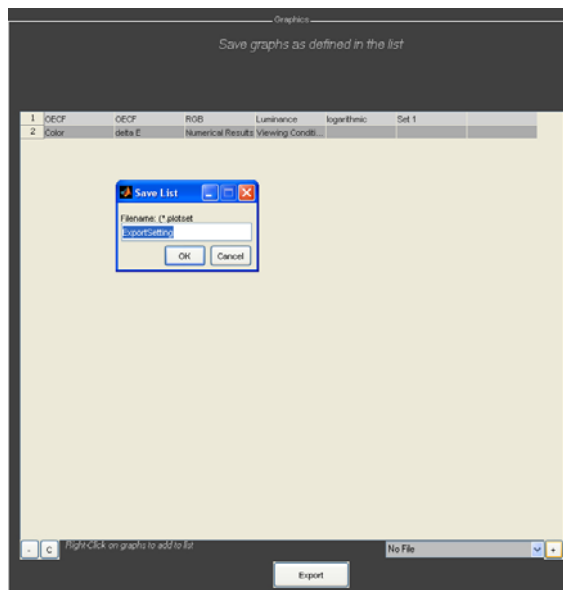 Graphics
Save graphs as defined in the list
1 OECF OECF RGB Luminance logarithmic Set 1
2 Color delta E Numerical Results Viewing Conditi...
Save List
Filename: (*.plotset
ExportSetting
OK Cancel
- C Right-Click on graphs to add to list No File +
Export